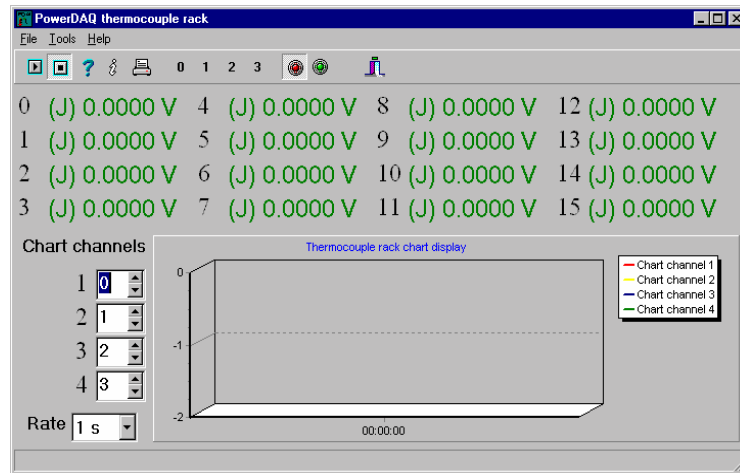 PowerDAQ thermocouple rack
File Tools Help
? i 0 1 2 3
0 (J) 0.0000 V 4 (J) 0.0000 V 8 (J) 0.0000 V 12 (J) 0.0000 V
1 (J) 0.0000 V 5 (J) 0.0000 V 9 (J) 0.0000 V 13 (J) 0.0000 V
2 (J) 0.0000 V 6 (J) 0.0000 V 10 (J) 0.0000 V 14 (J) 0.0000 V
3 (J) 0.0000 V 7 (J) 0.0000 V 11 (J) 0.0000 V 15 (J) 0.0000 V
Chart channels
1 0
2 1
3 2
4 3
Rate 1 s
Thermocouple rack chart display
0
-1
-2
00:00:00
Chart channel 1
Chart channel 2
Chart channel 3
Chart channel 4